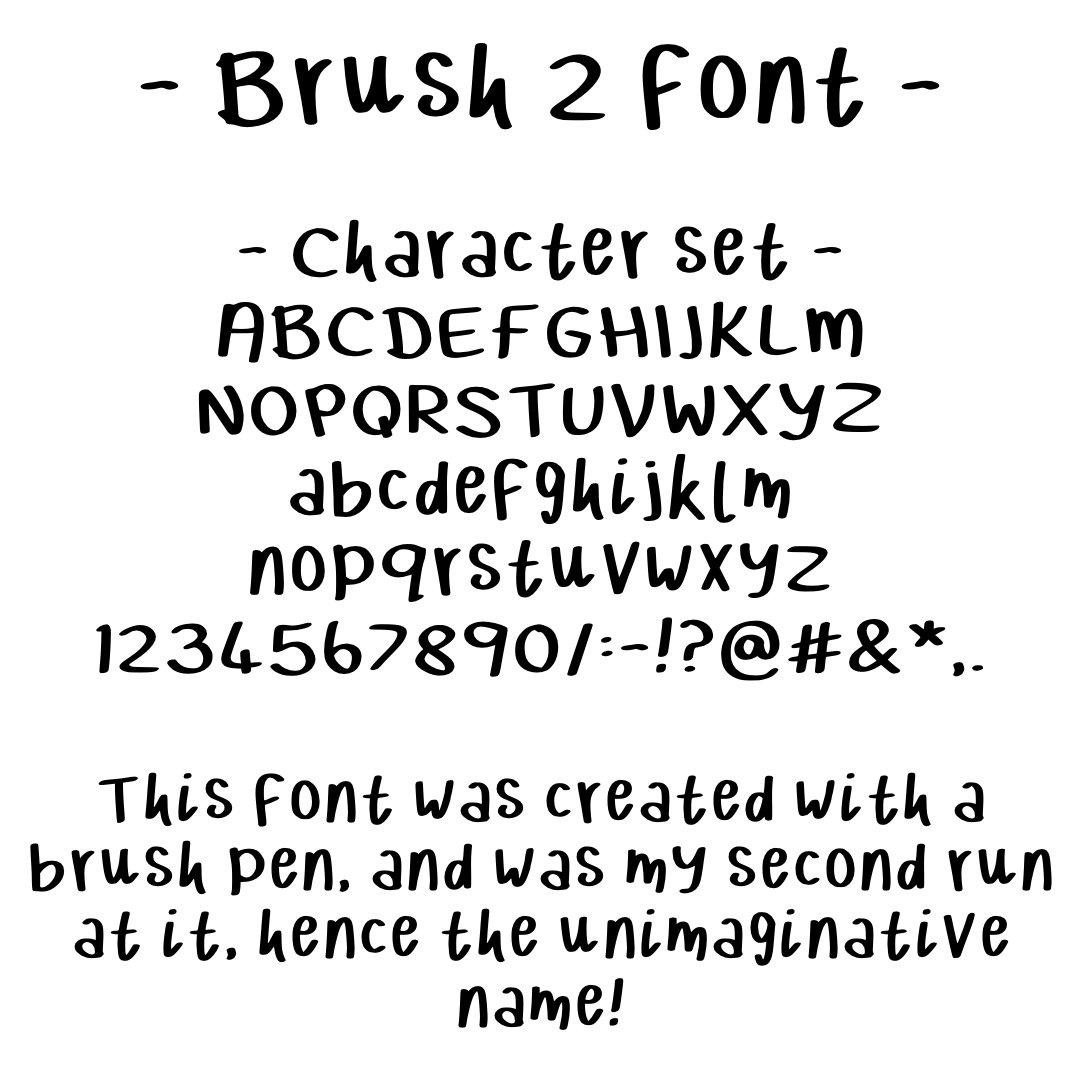 - Brush 2 Font -
- Character set -
ABCDEFGHIJKLM
NOPQRSTUVWXYZ
abcdefghijklm
nopqrstuvwxyz
1234567890/:-!?@#&*,.
This font was created with a
brush pen, and was my second run
at it, hence the unimaginative
name!